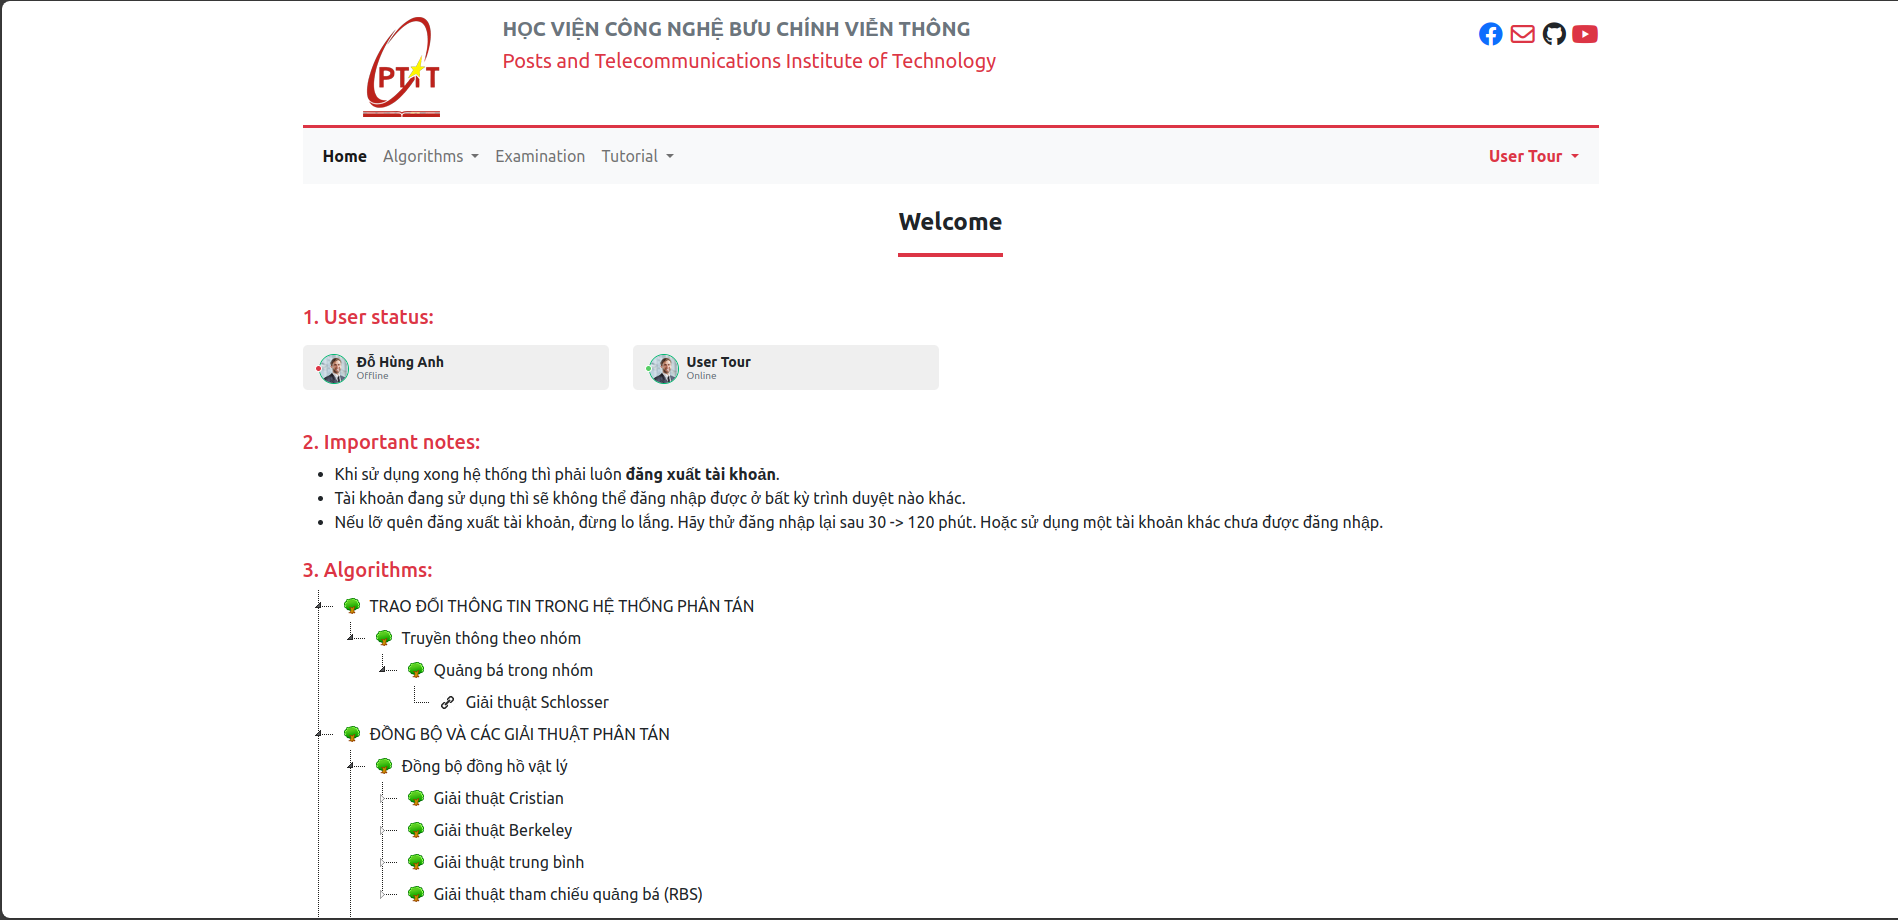 PTIT
HỌC VIỆN CÔNG NGHỆ BƯU CHÍNH VIỄN THÔNG
Posts and Telecommunications Institute of Technology
Home Algorithms Examination Tutorial User Tour
Welcome
1. User status:
Đỗ Hùng Anh
Offline
User Tour
Online
2. Important notes:
Khi sử dụng xong hệ thống thì phải luôn đăng xuất tài khoản.
Tài khoản đang sử dụng thì sẽ không thể đăng nhập được ở bất kỳ trình duyệt nào khác.
Nếu lỡ quên đăng xuất tài khoản, đừng lo lắng. Hãy thử đăng nhập lại sau 30 -> 120 phút. Hoặc sử dụng một tài khoản khác chưa được đăng nhập.
3. Algorithms:
TRAO ĐỔI THÔNG TIN TRONG HỆ THỐNG PHÂN TÁN
Truyền thông theo nhóm
Quảng bá trong nhóm
Giải thuật Schlosser
ĐỒNG BỘ VÀ CÁC GIẢI THUẬT PHÂN TÁN
Đồng bộ đồng hồ vật lý
Giải thuật Cristian
Giải thuật Berkeley
Giải thuật trung bình
Giải thuật tham chiếu quảng bá (RBS)